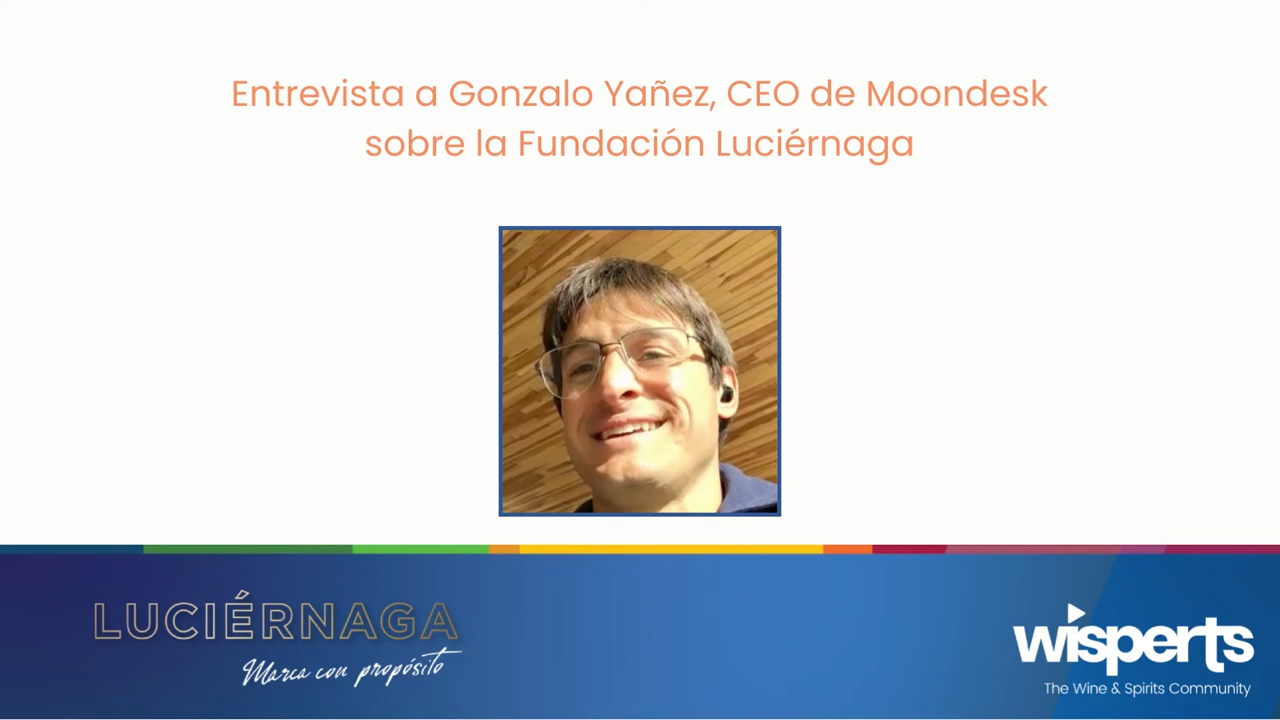 Entrevista a Gonzalo Yañez, CEO de Moondesk
sobre la Fundación Luciérnaga
LUCIÉRNAGA
Marca con propósito
wisperts
The Wine & Spirits Community